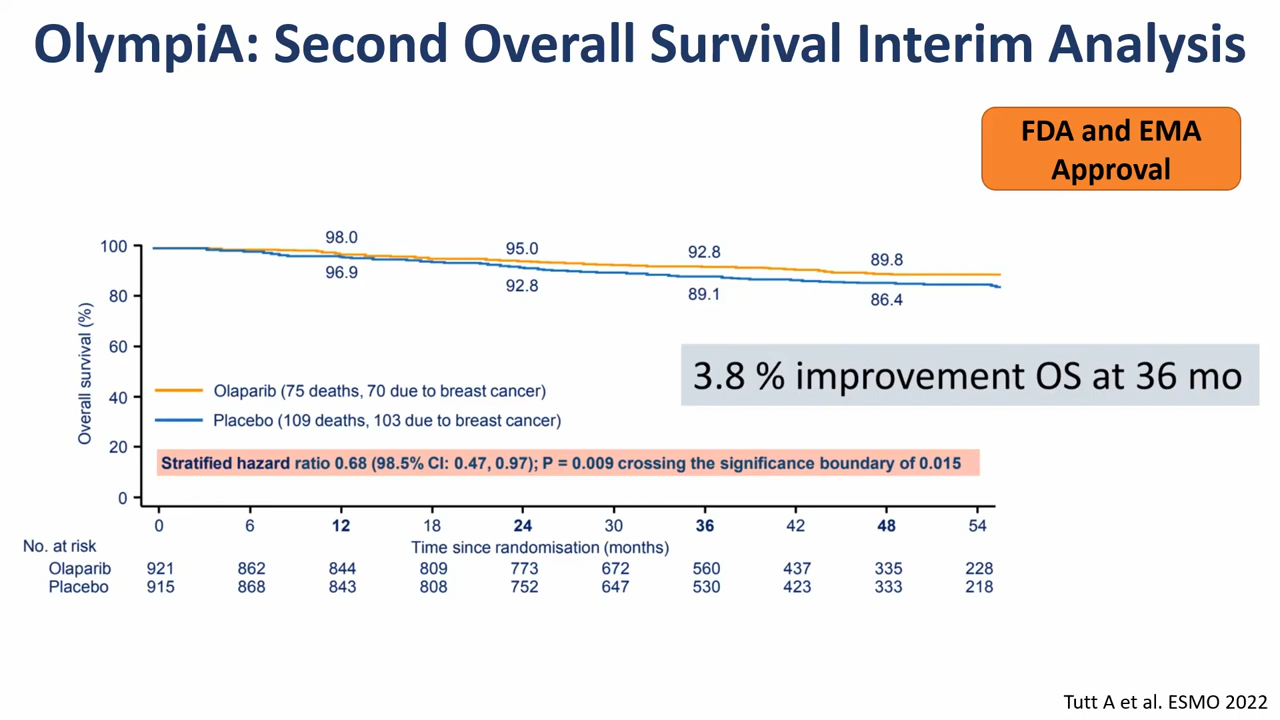 OlympiA: Second Overall Survival Interim Analysis
FDA and EMA
Approval
98.0
95.0
92.8
89.8
96.9
92.8
89.1
86.4
100
80
60
40
20
0
Overall survival (%)
3.8 % improvement OS at 36 mo
Olaparib (75 deaths, 70 due to breast cancer)
Placebo (109 deaths, 103 due to breast cancer)
Stratified hazard ratio 0.68 (98.5% CI: 0.47, 0.97); P = 0.009 crossing the significance boundary of 0.015
0 6 12 18 24 30 36 42 48 54
No. at risk
Time since randomisation (months)
Olaparib 921 862 844 809 773 672 560 437 335 228
Placebo 915 868 843 808 752 647 530 423 333 218
Tutt A et al. ESMO 2022